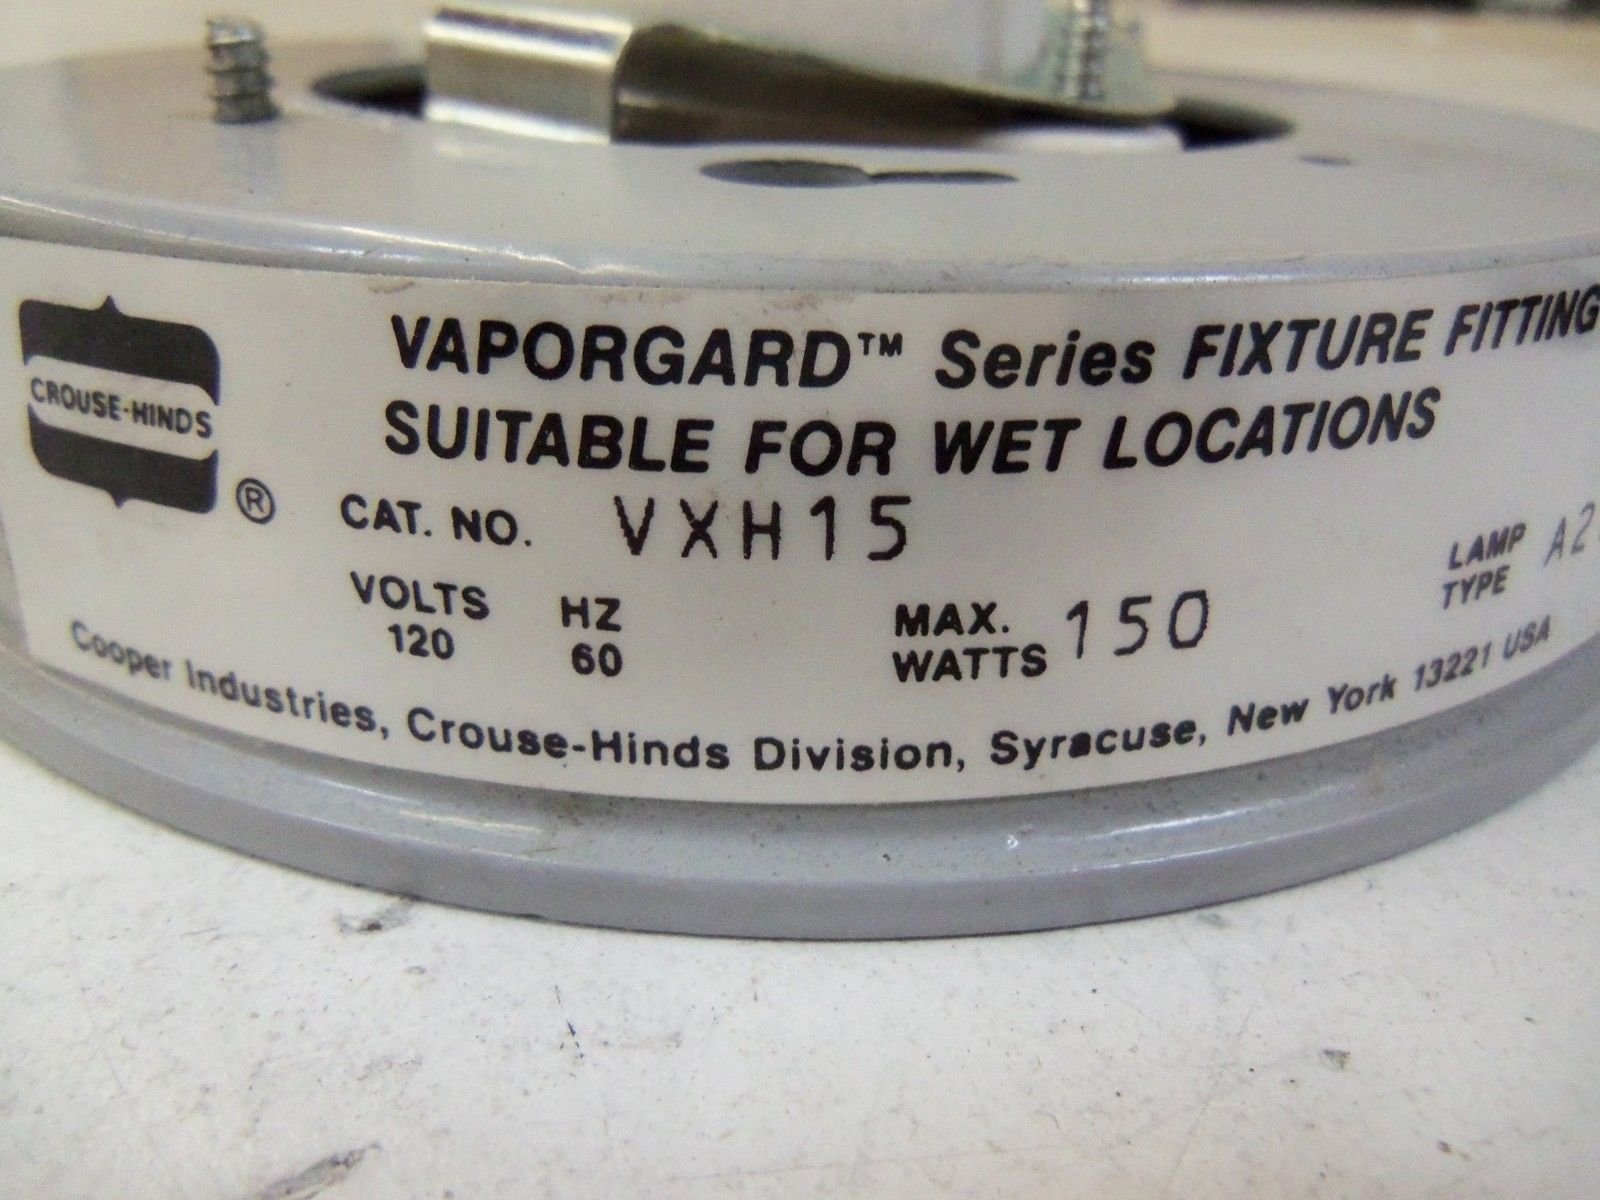 CROUSE-HINDS
®
VAPORGARD™ Series FIXTURE FITTING
SUITABLE FOR WET LOCATIONS
CAT. NO. VXH15
VOLTS 120
HZ 60
MAX. WATTS 150
LAMP TYPE
Cooper Industries, Crouse-Hinds Division, Syracuse, New York 13221 USA